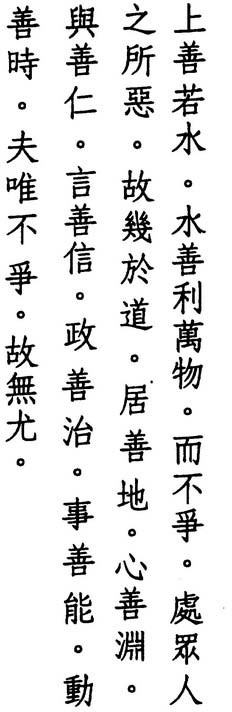 上善若水。水善利萬物。而不爭。處眾人
之所惡。故幾於道。居善地。心善淵。
與善仁。言善信。政善治。事善能。動
善時。夫唯不爭。故無尤。